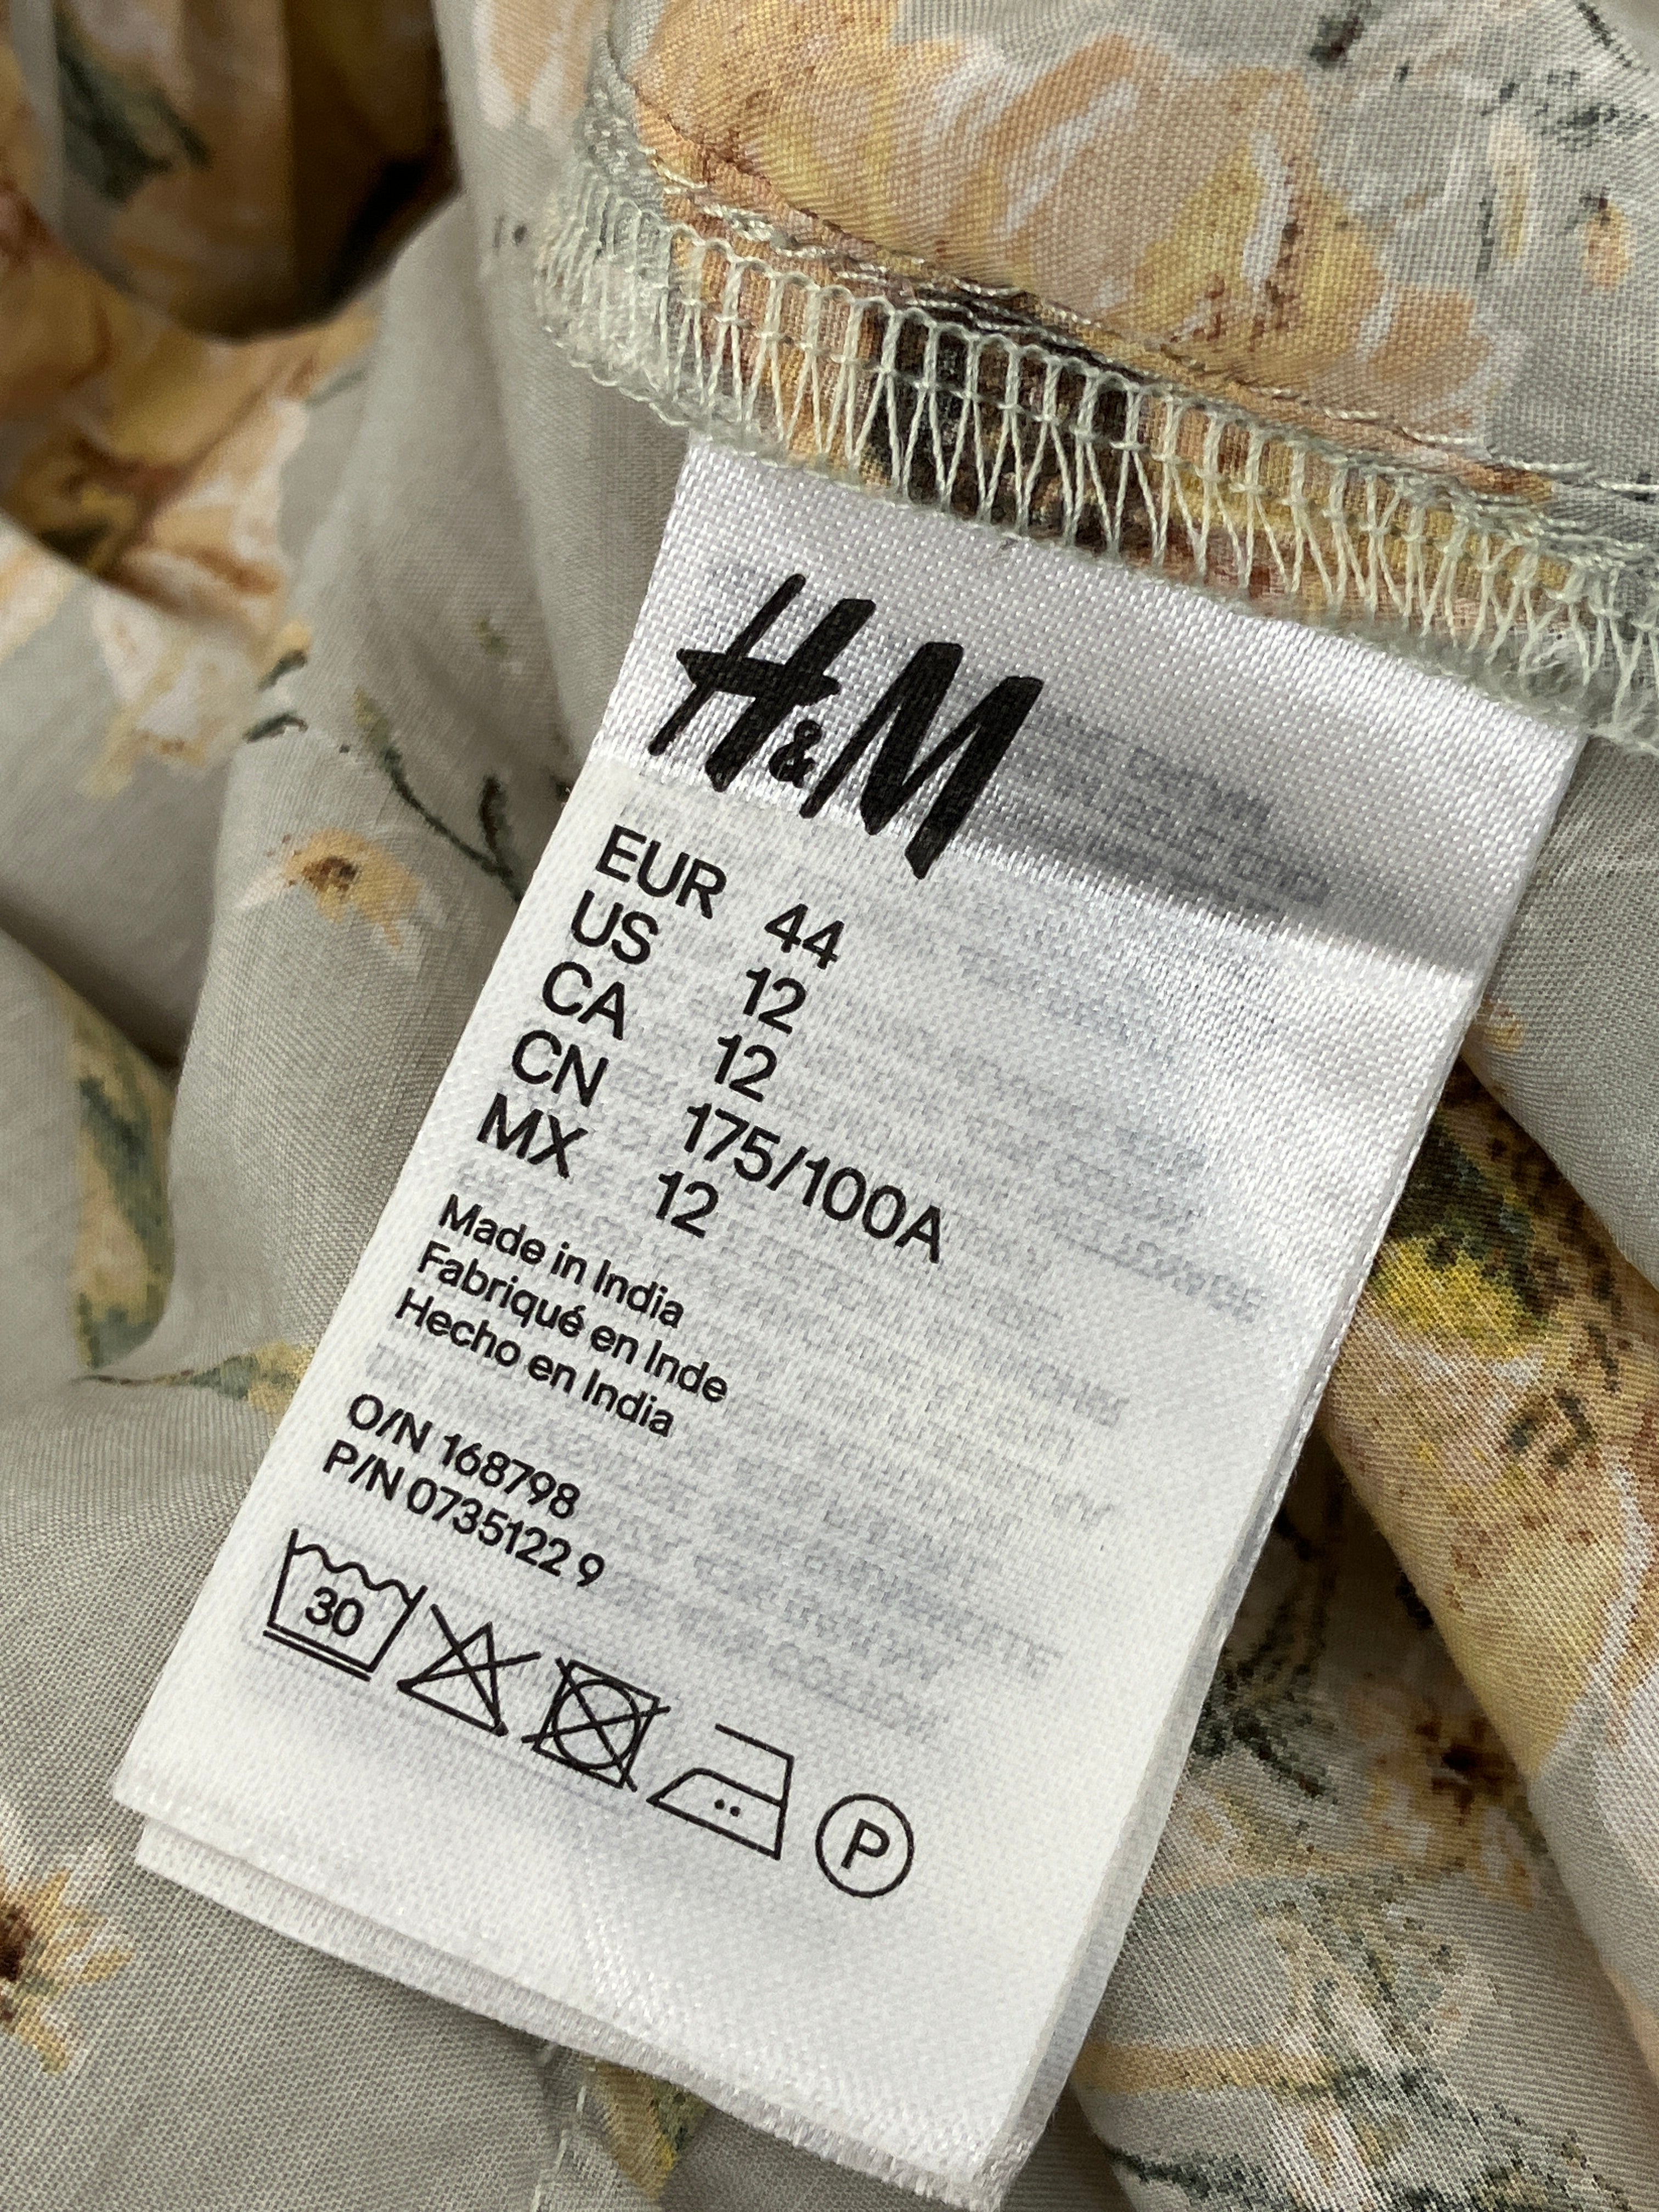 H&M
EUR 44
US 12
CA 12
CN 175/100A
MX 12
Made in India
Fabriqué en Inde
Hecho en India
O/N 168798
P/N 0735122 9
30
P